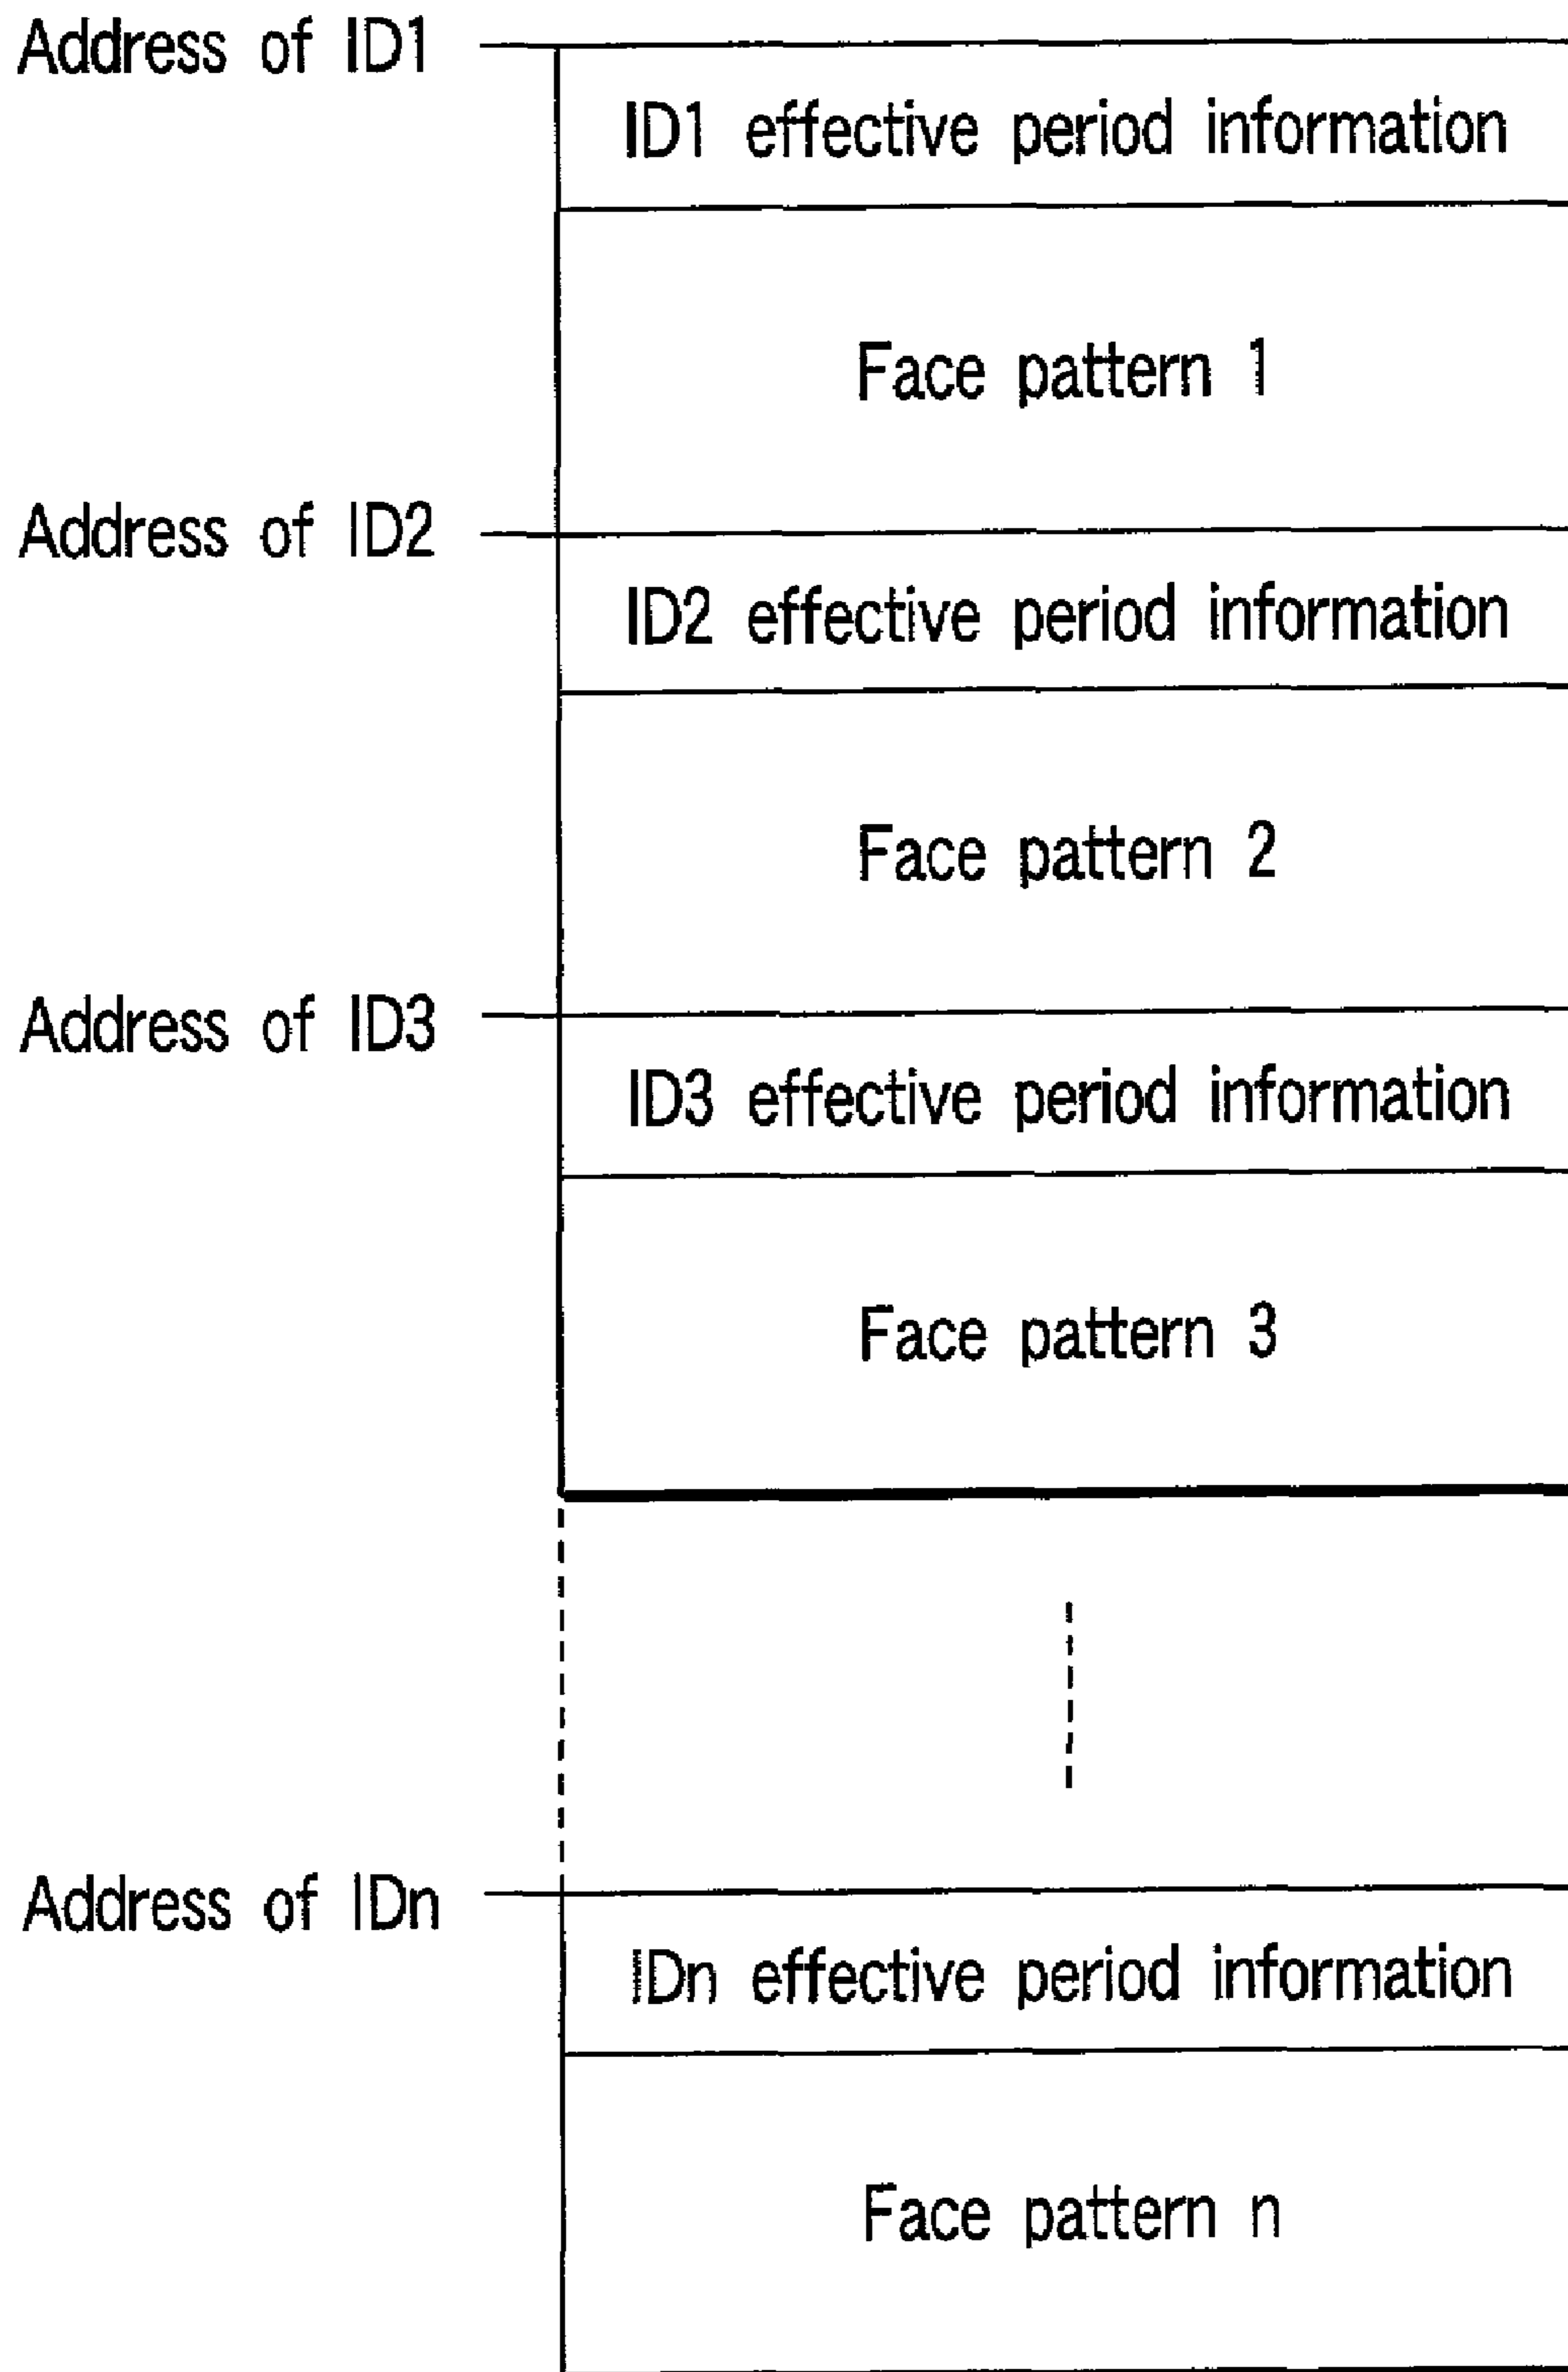 Address of ID1
ID1 effective period information
Face pattern 1
Address of ID2
ID2 effective period information
Face pattern 2
Address of ID3
ID3 effective period information
Face pattern 3
Address of IDn
IDn effective period information
Face pattern n